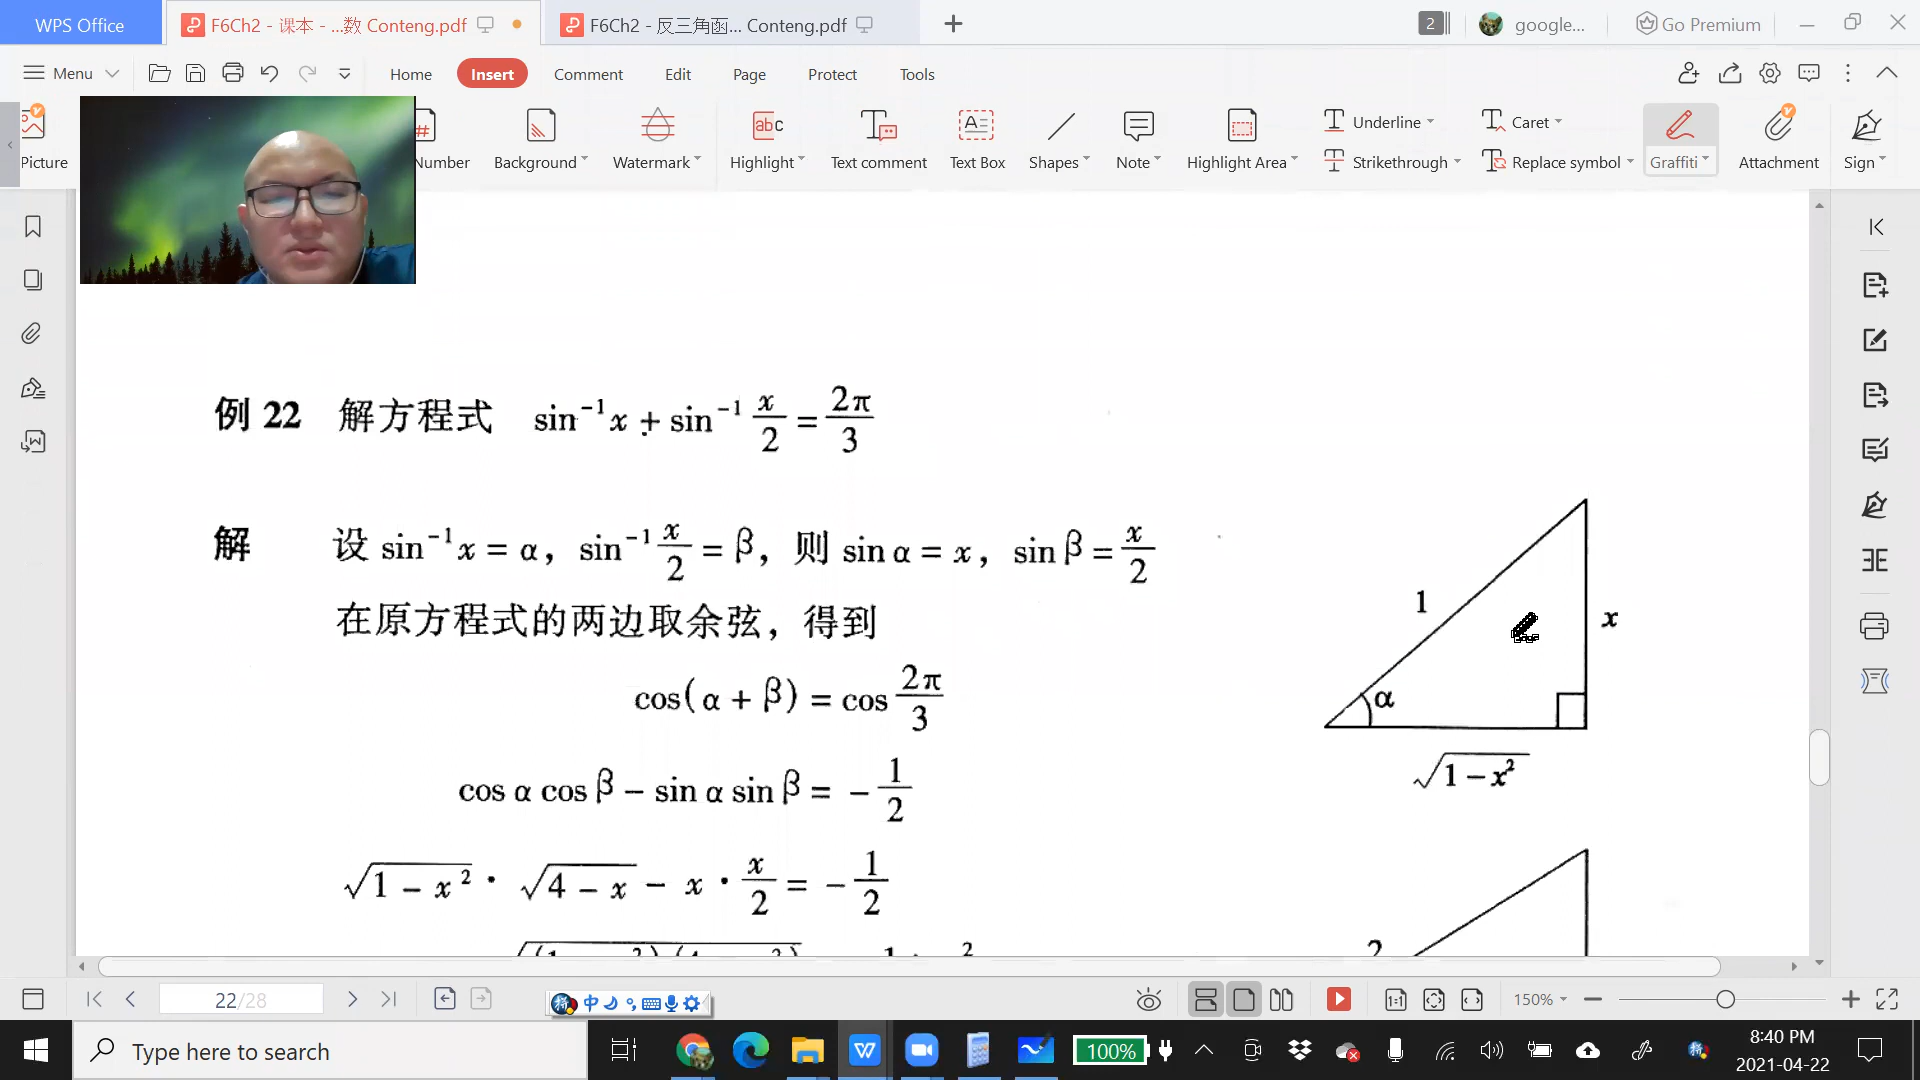 WPS Office
F6Ch2 - 课本 - ...数 Conteng.pdf
F6Ch2 - 反三角函... Conteng.pdf
2
google...
Go Premium
Menu
Home
Insert
Comment
Edit
Page
Protect
Tools
Picture
Number
Background
Watermark
Highlight
Text comment
Text Box
Shapes
Note
Highlight Area
Underline
Strikethrough
Caret
Replace symbol
Graffiti
Attachment
Sign
例 22 解方程式 sin⁻¹x + sin⁻¹ x/2 = 2π/3
解 设 sin⁻¹x = α, sin⁻¹ x/2 = β, 则 sin α = x, sin β = x/2
在原方程式的两边取余弦, 得到
cos(α + β) = cos 2π/3
cos α cos β − sin α sin β = − 1/2
√(1 − x²) · √(4 − x) − x · x/2 = − 1/2
1
x
α
√(1 − x²)
2
22/28
中
150%
Type here to search
100%
8:40 PM
2021-04-22